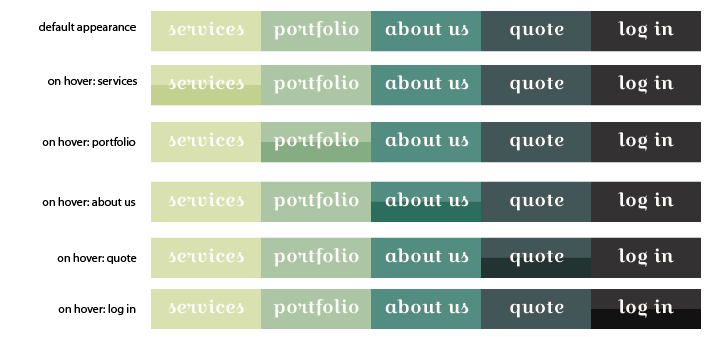 default appearance services portfolio about us quote log in
on hover: services services portfolio about us quote log in
on hover: portfolio services portfolio about us quote log in
on hover: about us services portfolio about us quote log in
on hover: quote services portfolio about us quote log in
on hover: log in services portfolio about us quote log in